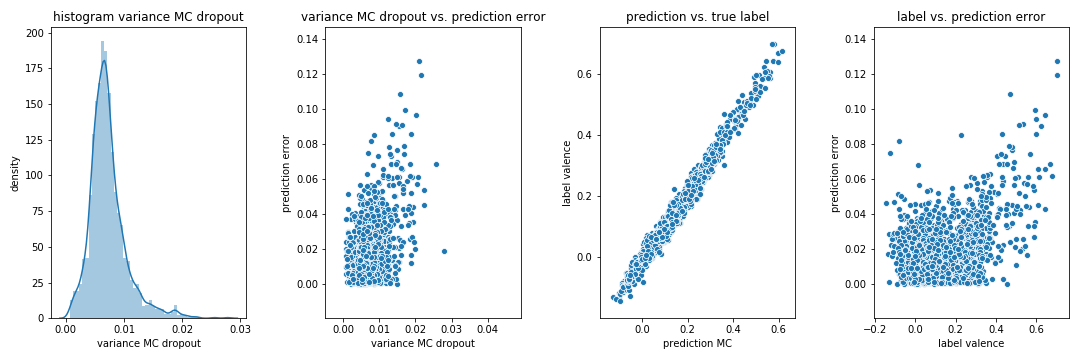 histogram variance MC dropout
200
175
150
125
100
75
50
25
0
density
0.00 0.01 0.02 0.03
variance MC dropout
variance MC dropout vs. prediction error
0.14
0.12
0.10
0.08
0.06
0.04
0.02
0.00
prediction error
0.00 0.01 0.02 0.03 0.04
variance MC dropout
prediction vs. true label
0.6
0.4
0.2
0.0
label valence
0.0 0.2 0.4 0.6
prediction MC
label vs. prediction error
0.14
0.12
0.10
0.08
0.06
0.04
0.02
0.00
prediction error
−0.2 0.0 0.2 0.4 0.6
label valence